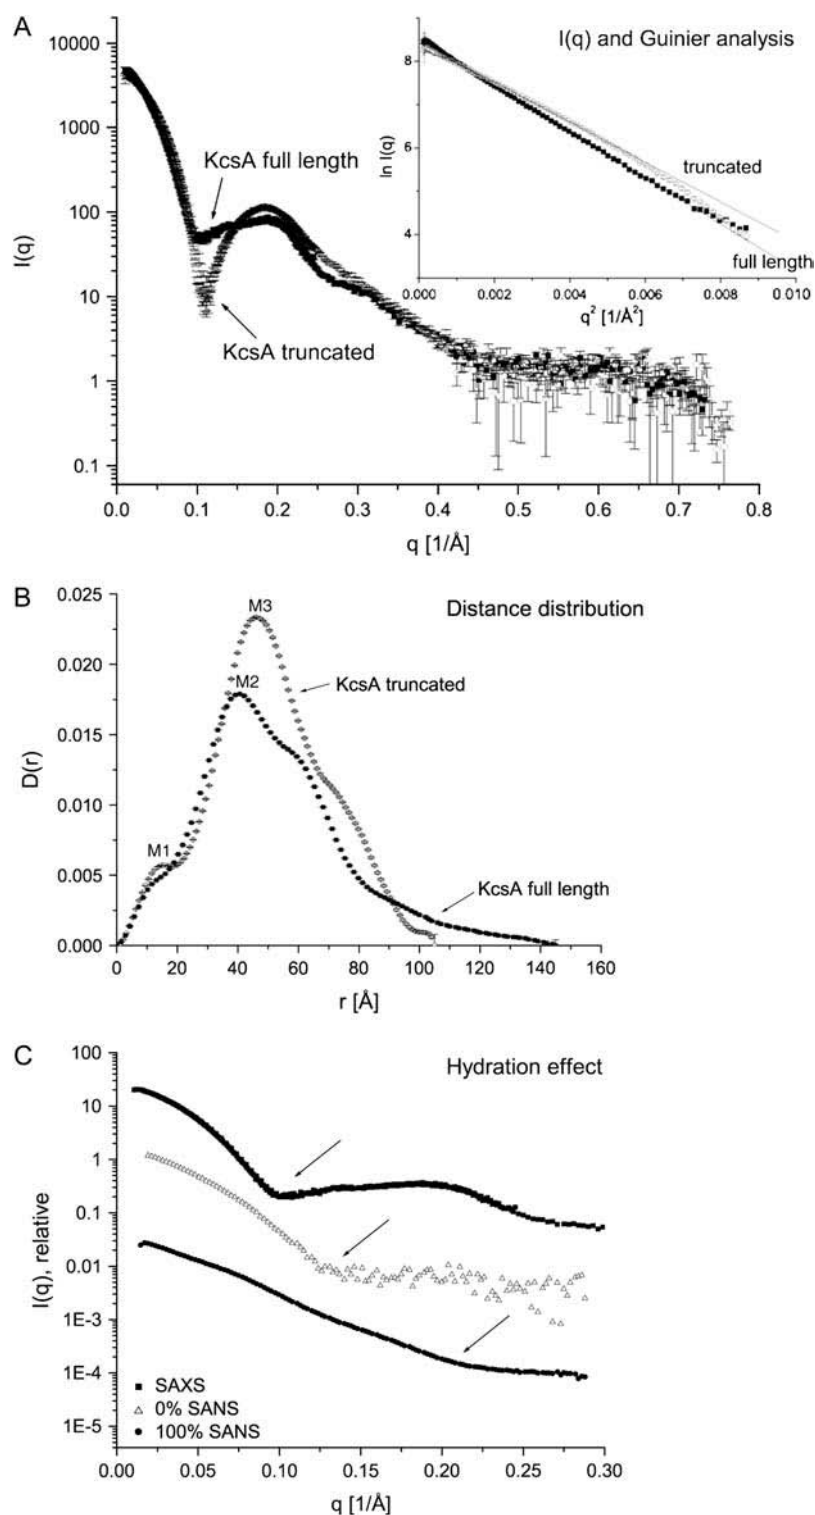 A
I(q) and Guinier analysis
10000
1000
100
10
1
0.1
I(q)
KcsA full length
KcsA truncated
0.0 0.1 0.2 0.3 0.4 0.5 0.6 0.7 0.8
q [1/Å]
8
6
4
ln I(q)
truncated
full length
0.000 0.002 0.004 0.006 0.008 0.010
q² [1/Å²]
B
Distance distribution
0.025
0.020
0.015
0.010
0.005
0.000
D(r)
M3
M2
M1
KcsA truncated
KcsA full length
0 20 40 60 80 100 120 140 160
r [Å]
C
Hydration effect
100
10
1
0.1
0.01
1E-3
1E-4
1E-5
I(q), relative
SAXS
0% SANS
100% SANS
0.00 0.05 0.10 0.15 0.20 0.25 0.30
q [1/Å]